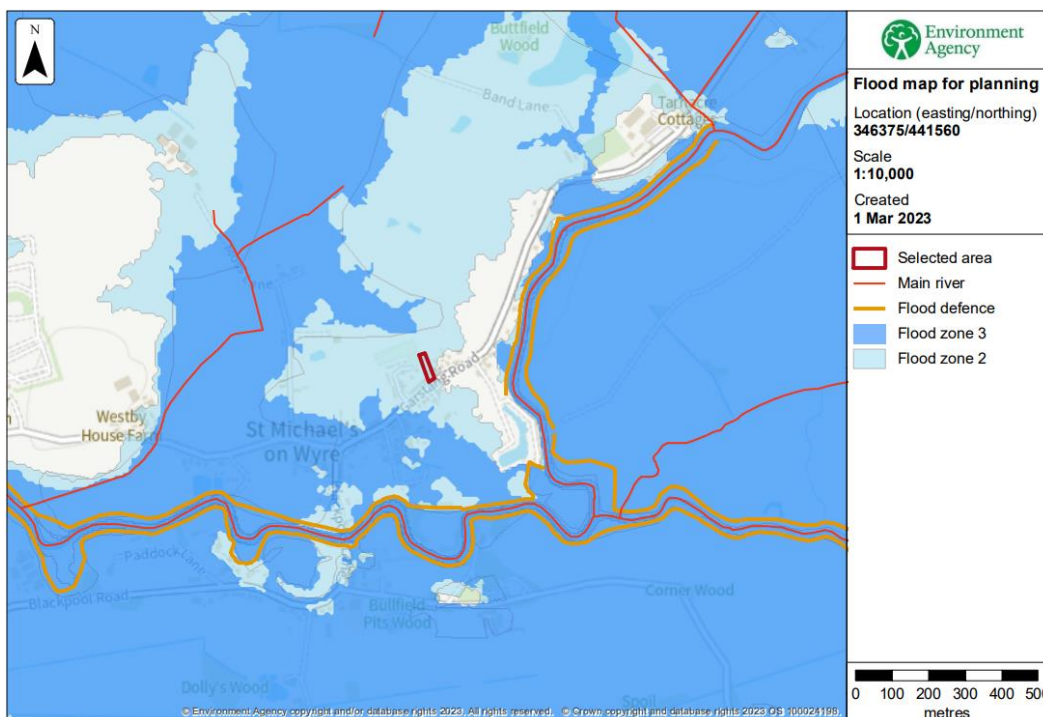 N
Buttfield
Wood
Band Lane
Tarnacre
Cottages
Garstang Road
Westby
House Farm
St Michael's
on Wyre
Paddock Lane
Blackpool Road
Bullfield
Pits Wood
Corner Wood
Dolly's Wood
Spoil
© Environment Agency copyright and/or database rights 2023. All rights reserved. © Crown copyright and database rights 2023 OS 100024198.
Environment
Agency
Flood map for planning
Location (easting/northing)
346375/441560
Scale
1:10,000
Created
1 Mar 2023
Selected area
Main river
Flood defence
Flood zone 3
Flood zone 2
0 100 200 300 400 500
metres